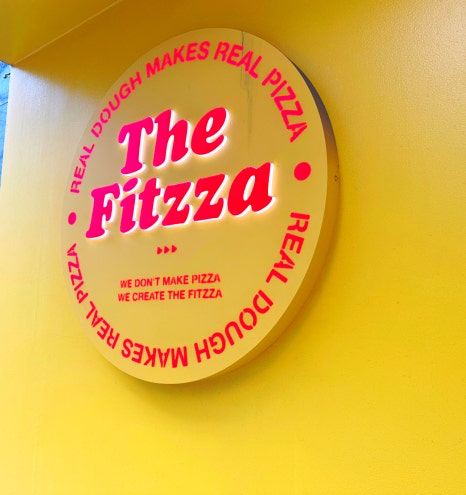 REAL DOUGH MAKES REAL PIZZA
The
Fitzza
WE DON'T MAKE PIZZA
WE CREATE THE FITZZA
REAL DOUGH MAKES REAL PIZZA